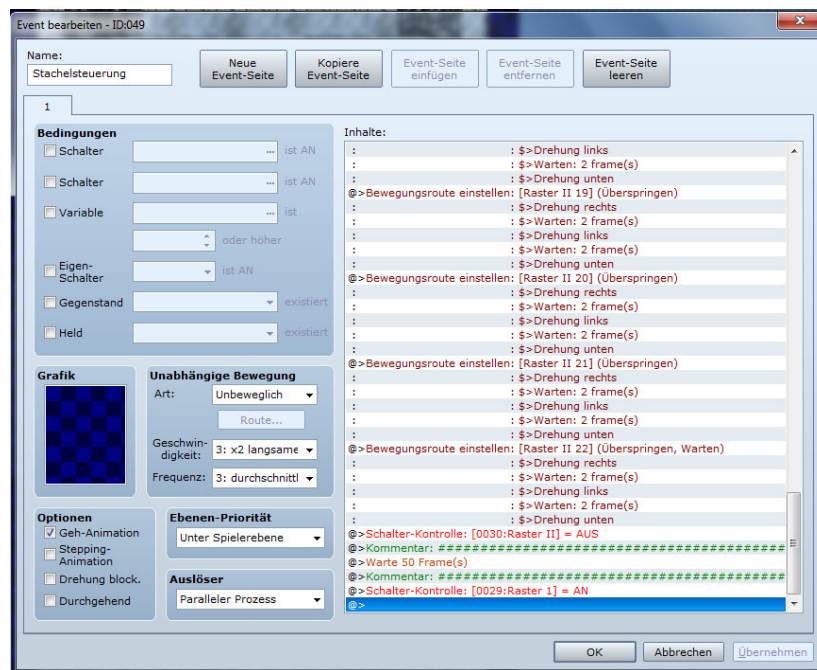 Event bearbeiten - ID:049
Name:
Stachelsteuerung
Neue
Event-Seite
Kopiere
Event-Seite
Event-Seite
einfügen
Event-Seite
entfernen
Event-Seite
leeren
1
Bedingungen
Schalter ... ist AN
Schalter ... ist AN
Variable ... ist
oder höher
Eigen-
Schalter
ist AN
Gegenstand existiert
Held existiert
Grafik
Unabhängige Bewegung
Art: Unbeweglich
Route...
Geschwin-
digkeit:
3: x2 langsame
Frequenz: 3: durchschnittl
Optionen
Geh-Animation
Stepping-
Animation
Drehung block.
Durchgehend
Ebenen-Priorität
Unter Spielerebene
Auslöser
Paralleler Prozess
Inhalte:
: : $>Drehung links
: : $>Warten: 2 frame(s)
: : $>Drehung unten
@>Bewegungsroute einstellen: [Raster II 19] (Überspringen)
: : $>Drehung rechts
: : $>Warten: 2 frame(s)
: : $>Drehung links
: : $>Warten: 2 frame(s)
: : $>Drehung unten
@>Bewegungsroute einstellen: [Raster II 20] (Überspringen)
: : $>Drehung rechts
: : $>Warten: 2 frame(s)
: : $>Drehung links
: : $>Warten: 2 frame(s)
: : $>Drehung unten
@>Bewegungsroute einstellen: [Raster II 21] (Überspringen)
: : $>Drehung rechts
: : $>Warten: 2 frame(s)
: : $>Drehung links
: : $>Warten: 2 frame(s)
: : $>Drehung unten
@>Bewegungsroute einstellen: [Raster II 22] (Überspringen, Warten)
: : $>Drehung rechts
: : $>Warten: 2 frame(s)
: : $>Drehung links
: : $>Warten: 2 frame(s)
: : $>Drehung unten
@>Schalter-Kontrolle: [0030:Raster II] = AUS
@>Kommentar: ########################################
@>Warte 50 Frame(s)
@>Kommentar: ########################################
@>Schalter-Kontrolle: [0029:Raster 1] = AN
@>
OK
Abbrechen
Übernehmen